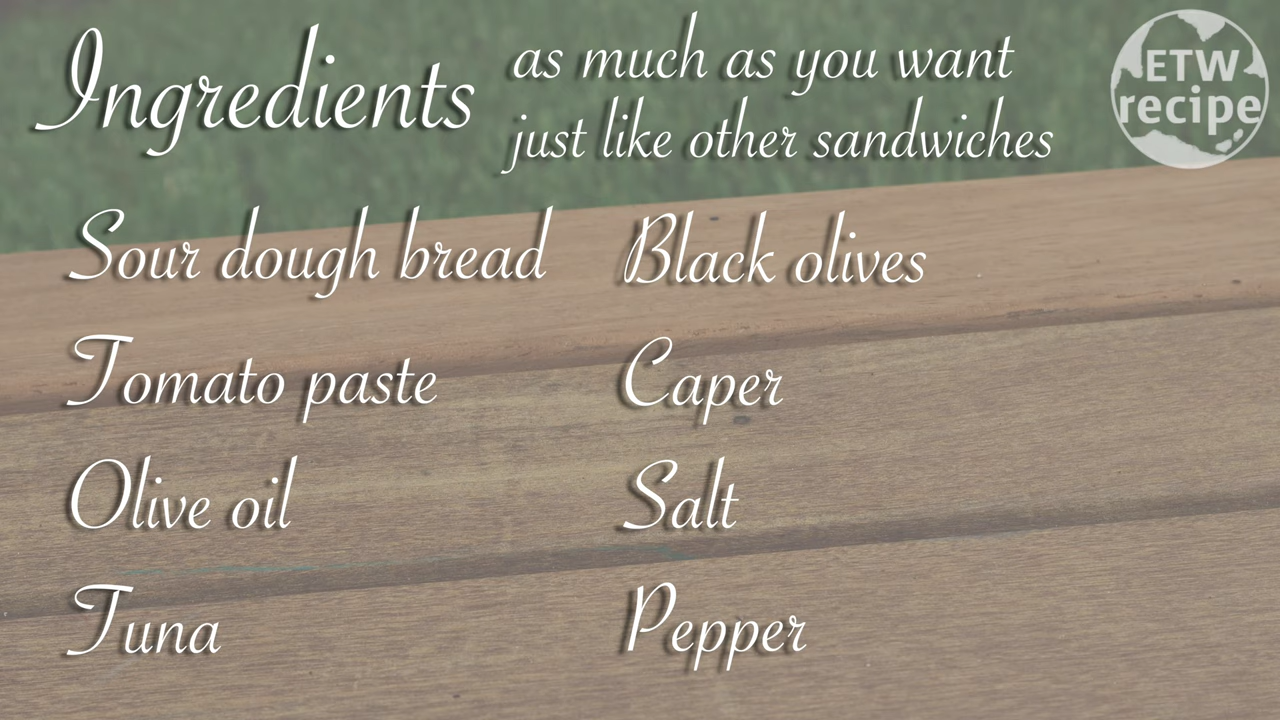 Ingredients
as much as you want
just like other sandwiches
ETW
recipe
Sour dough bread
Tomato paste
Olive oil
Tuna
Black olives
Caper
Salt
Pepper